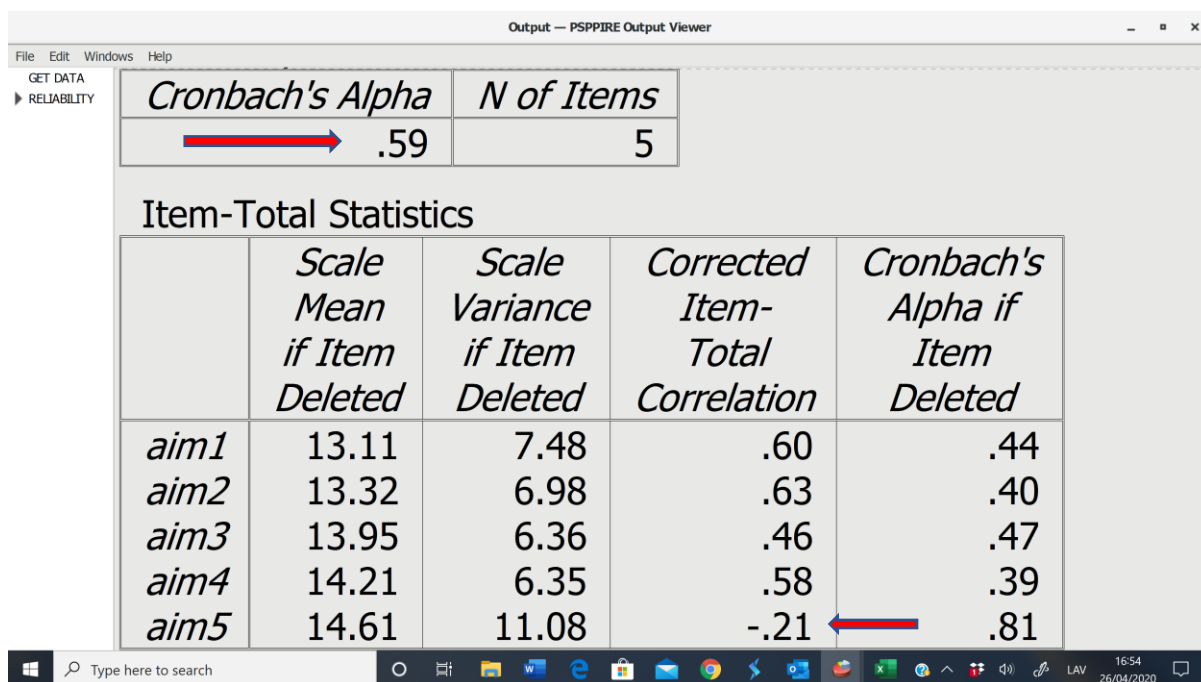 Output — PSPPIRE Output Viewer
File Edit Windows Help
GET DATA
RELIABILITY
Cronbach's Alpha N of Items
.59 5
Item-Total Statistics
Scale Mean if Item Deleted Scale Variance if Item Deleted Corrected Item-Total Correlation Cronbach's Alpha if Item Deleted
aim1 13.11 7.48 .60 .44
aim2 13.32 6.98 .63 .40
aim3 13.95 6.36 .46 .47
aim4 14.21 6.35 .58 .39
aim5 14.61 11.08 -.21 .81
Type here to search LAV 16:54
26/04/2020